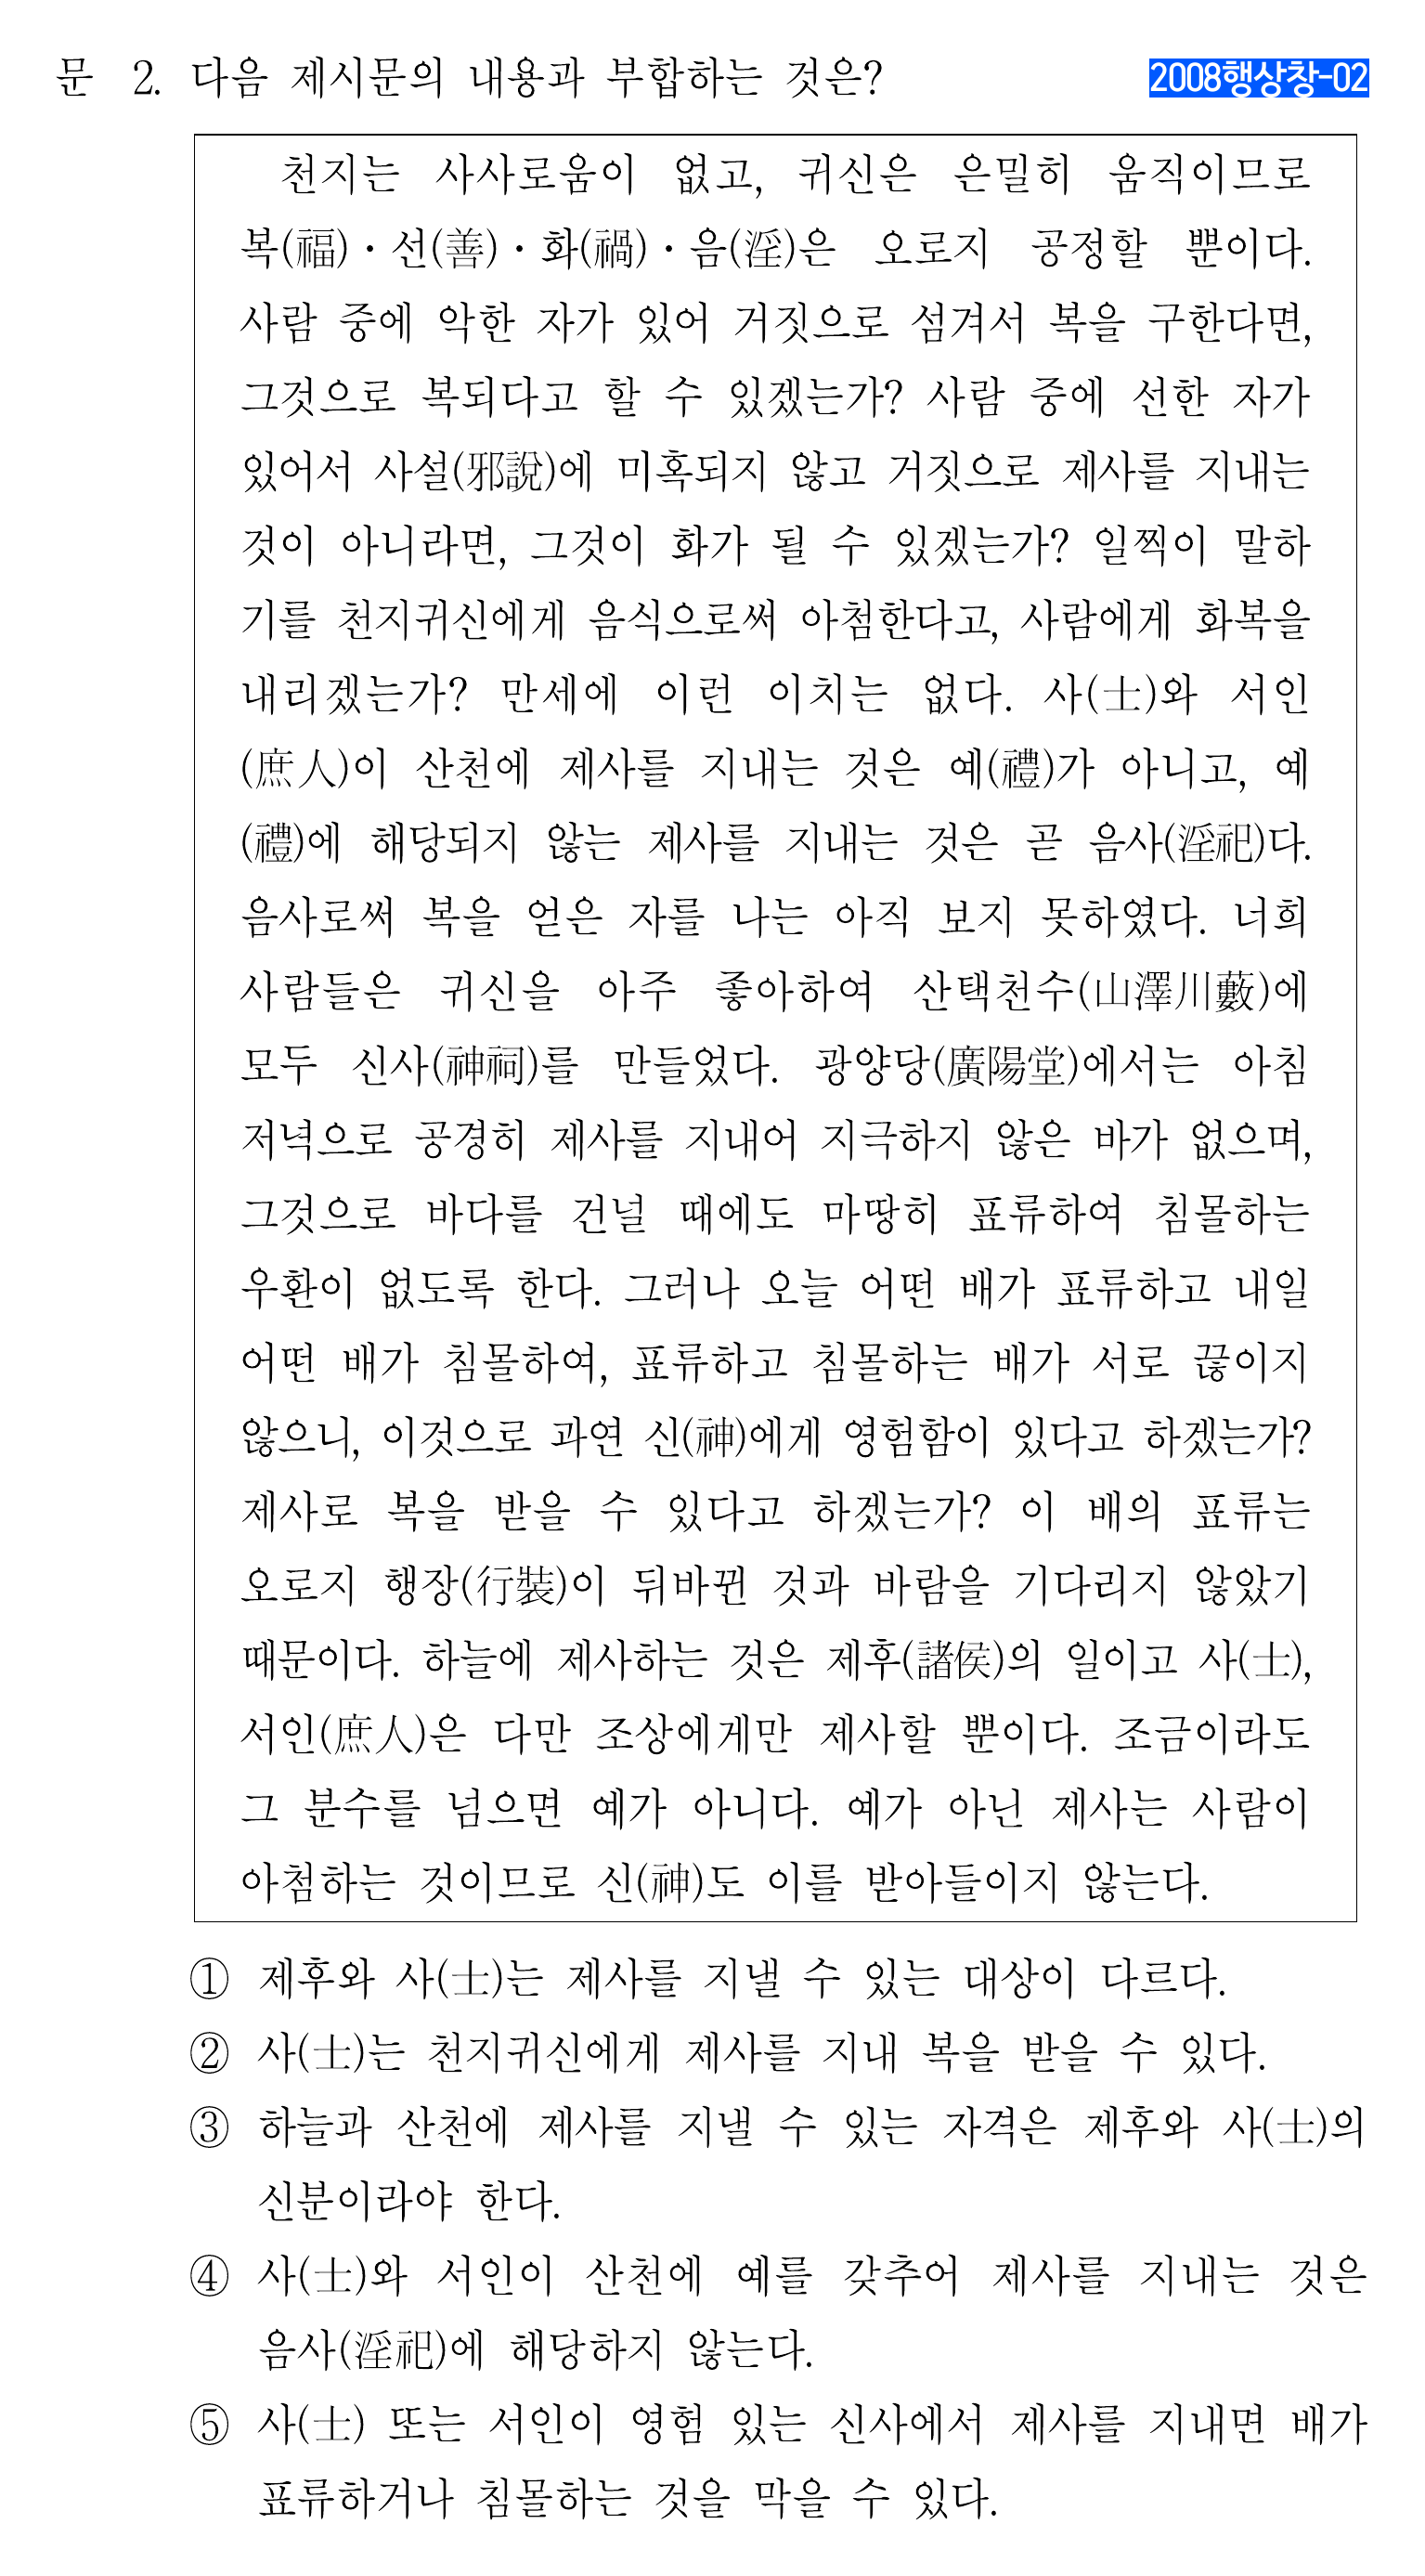 문 2. 다음 제시문의 내용과 부합하는 것은? 2008행상창-02
천지는 사사로움이 없고, 귀신은 은밀히 움직이므로
복(福)·선(善)·화(禍)·음(淫)은 오로지 공정할 뿐이다.
사람 중에 악한 자가 있어 거짓으로 섬겨서 복을 구한다면,
그것으로 복되다고 할 수 있겠는가? 사람 중에 선한 자가
있어서 사설(邪說)에 미혹되지 않고 거짓으로 제사를 지내는
것이 아니라면, 그것이 화가 될 수 있겠는가? 일찍이 말하
기를 천지귀신에게 음식으로써 아첨한다고, 사람에게 화복을
내리겠는가? 만세에 이런 이치는 없다. 사(士)와 서인
(庶人)이 산천에 제사를 지내는 것은 예(禮)가 아니고, 예
(禮)에 해당되지 않는 제사를 지내는 것은 곧 음사(淫祀)다.
음사로써 복을 얻은 자를 나는 아직 보지 못하였다. 너희
사람들은 귀신을 아주 좋아하여 산택천수(山澤川藪)에
모두 신사(神祠)를 만들었다. 광양당(廣陽堂)에서는 아침
저녁으로 공경히 제사를 지내어 지극하지 않은 바가 없으며,
그것으로 바다를 건널 때에도 마땅히 표류하여 침몰하는
우환이 없도록 한다. 그러나 오늘 어떤 배가 표류하고 내일
어떤 배가 침몰하여, 표류하고 침몰하는 배가 서로 끊이지
않으니, 이것으로 과연 신(神)에게 영험함이 있다고 하겠는가?
제사로 복을 받을 수 있다고 하겠는가? 이 배의 표류는
오로지 행장(行裝)이 뒤바뀐 것과 바람을 기다리지 않았기
때문이다. 하늘에 제사하는 것은 제후(諸侯)의 일이고 사(士),
서인(庶人)은 다만 조상에게만 제사할 뿐이다. 조금이라도
그 분수를 넘으면 예가 아니다. 예가 아닌 제사는 사람이
아첨하는 것이므로 신(神)도 이를 받아들이지 않는다.
① 제후와 사(士)는 제사를 지낼 수 있는 대상이 다르다.
② 사(士)는 천지귀신에게 제사를 지내 복을 받을 수 있다.
③ 하늘과 산천에 제사를 지낼 수 있는 자격은 제후와 사(士)의
신분이라야 한다.
④ 사(士)와 서인이 산천에 예를 갖추어 제사를 지내는 것은
음사(淫祀)에 해당하지 않는다.
⑤ 사(士) 또는 서인이 영험 있는 신사에서 제사를 지내면 배가
표류하거나 침몰하는 것을 막을 수 있다.